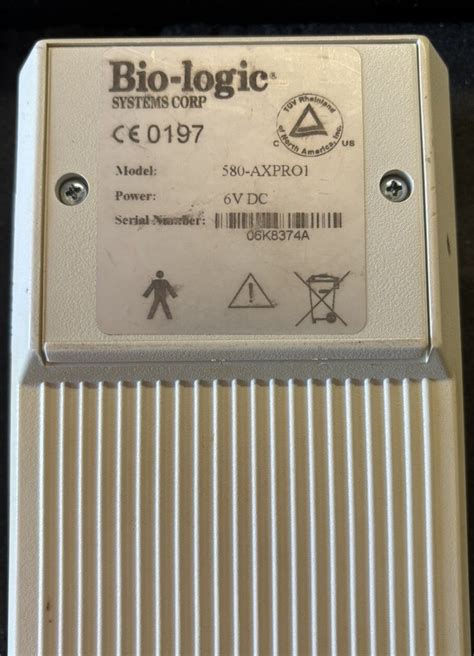 Bio-logic®
SYSTEMS CORP
CE 0197
TÜV Rheinland
of North America, Inc.
C US
Model: 580-AXPRO1
Power: 6V DC
Serial Number:
06K8374A